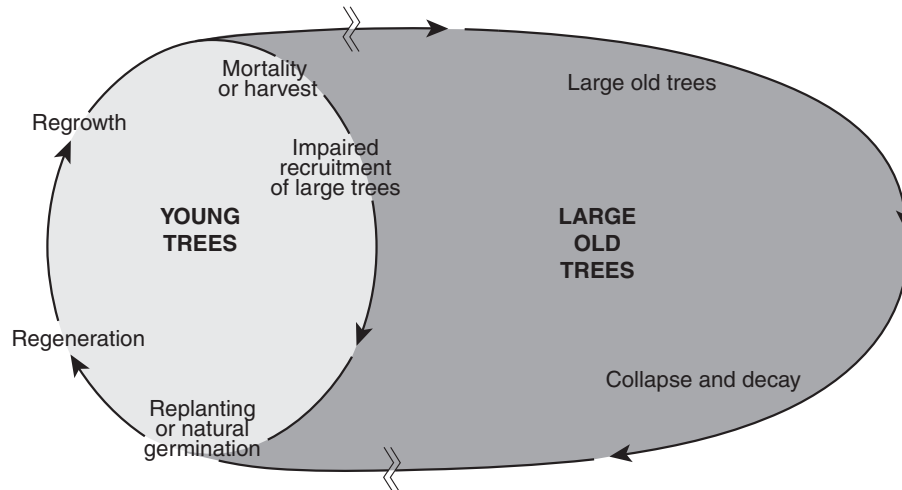 Mortality
or harvest
Large old trees
Regrowth
Impaired
recruitment
of large trees
YOUNG
TREES
LARGE
OLD
TREES
Regeneration
Collapse and decay
Replanting
or natural
germination